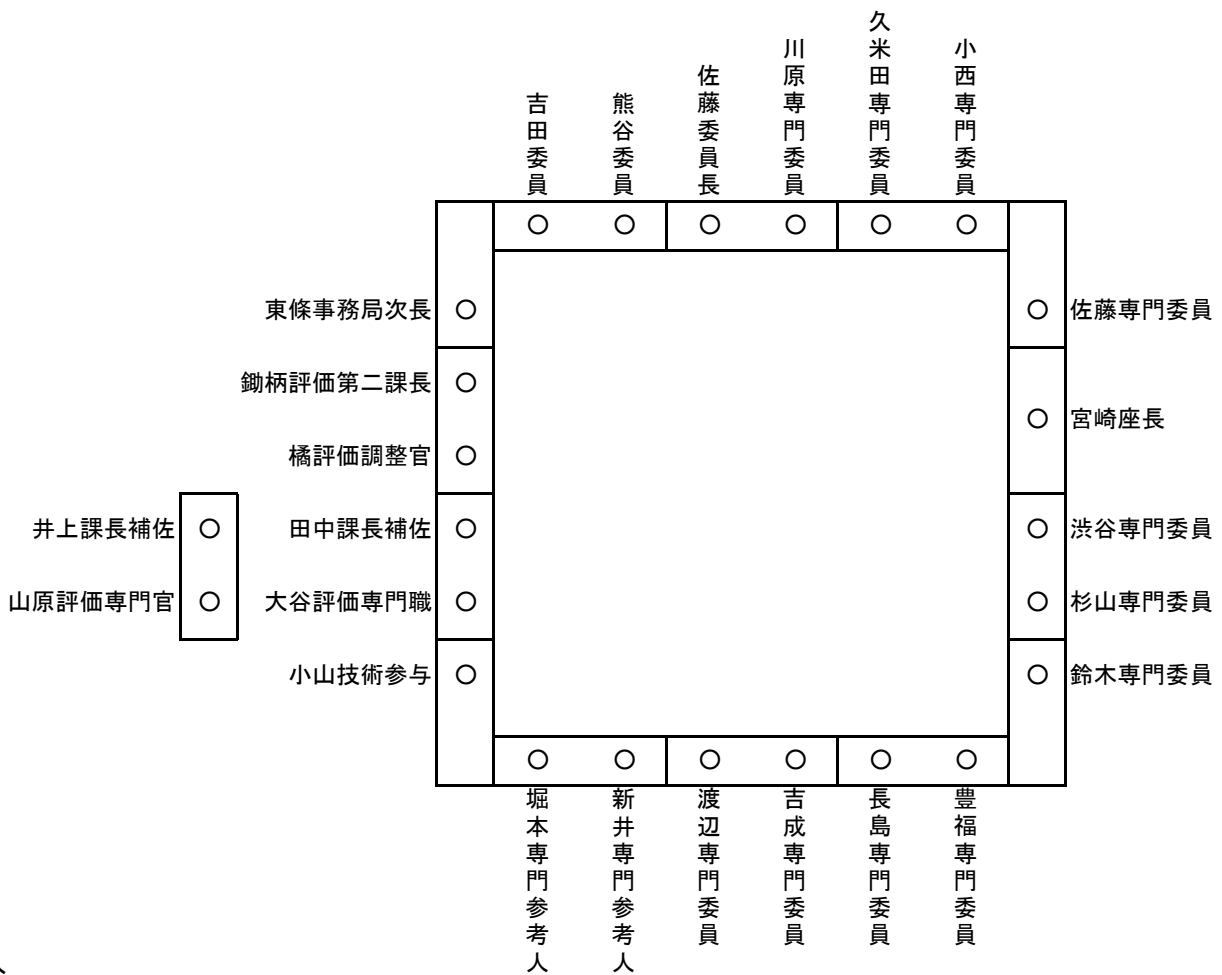 吉田委員
熊谷委員
佐藤委員長
川原専門委員
久米田専門委員
小西専門委員
東條事務局次長
鋤柄評価第二課長
橘評価調整官
田中課長補佐
大谷評価専門職
小山技術参与
井上課長補佐
山原評価専門官
佐藤専門委員
宮崎座長
渋谷専門委員
杉山専門委員
鈴木専門委員
堀本専門参考人
新井専門参考人
渡辺専門委員
吉成専門委員
長島専門委員
豊福専門委員